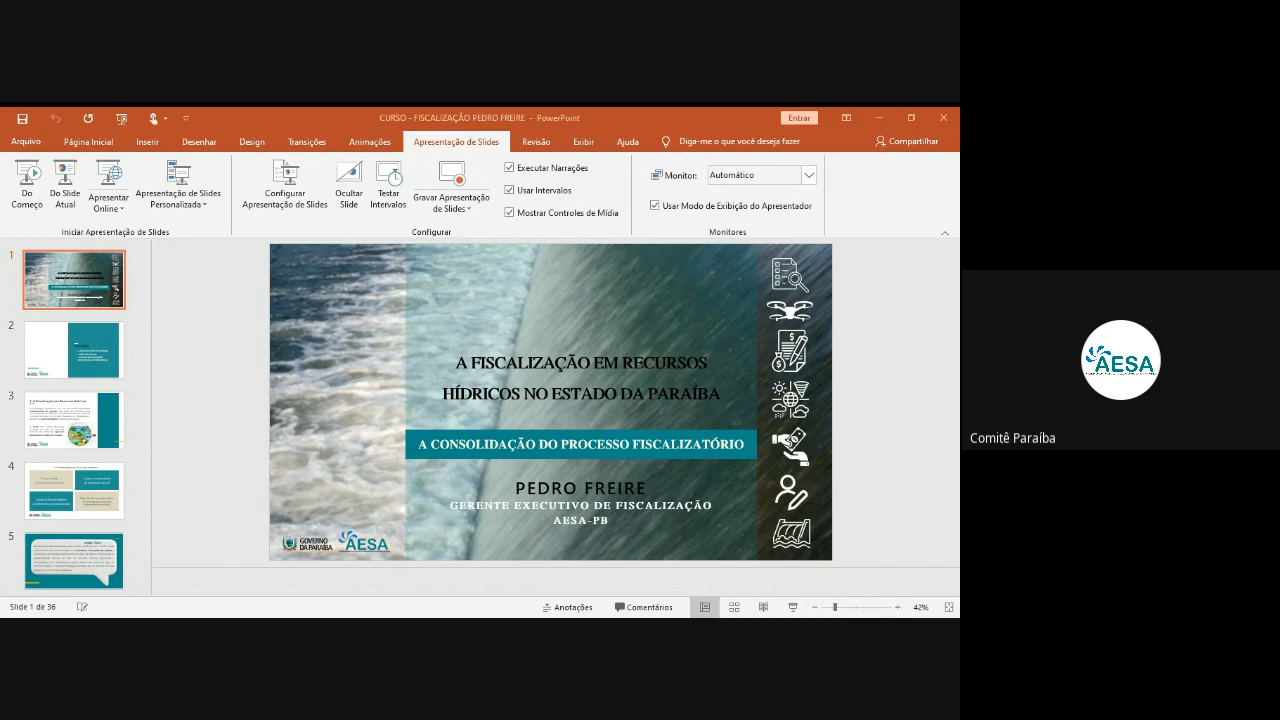 CURSO - FISCALIZAÇÃO PEDRO FREIRE - PowerPoint
Entrar
Arquivo
Página Inicial
Inserir
Desenhar
Design
Transições
Animações
Apresentação de Slides
Revisão
Exibir
Ajuda
Diga-me o que você deseja fazer
Compartilhar
Do
Começo
Do Slide
Atual
Apresentar
Online
Apresentação de Slides
Personalizada
Configurar
Apresentação de Slides
Ocultar
Slide
Testar
Intervalos
Gravar Apresentação
de Slides
Executar Narrações
Usar Intervalos
Mostrar Controles de Mídia
Monitor:
Automático
Usar Modo de Exibição do Apresentador
Iniciar Apresentação de Slides
Configurar
Monitores
1
2
3
4
5
A FISCALIZAÇÃO EM RECURSOS
HÍDRICOS NO ESTADO DA PARAÍBA
A CONSOLIDAÇÃO DO PROCESSO FISCALIZATÓRIO
PEDRO FREIRE
GERENTE EXECUTIVO DE FISCALIZAÇÃO
AESA-PB
GOVERNO
DA PARAÍBA
AESA
AESA
Comitê Paraíba
Slide 1 de 36
Anotações
Comentários
42%